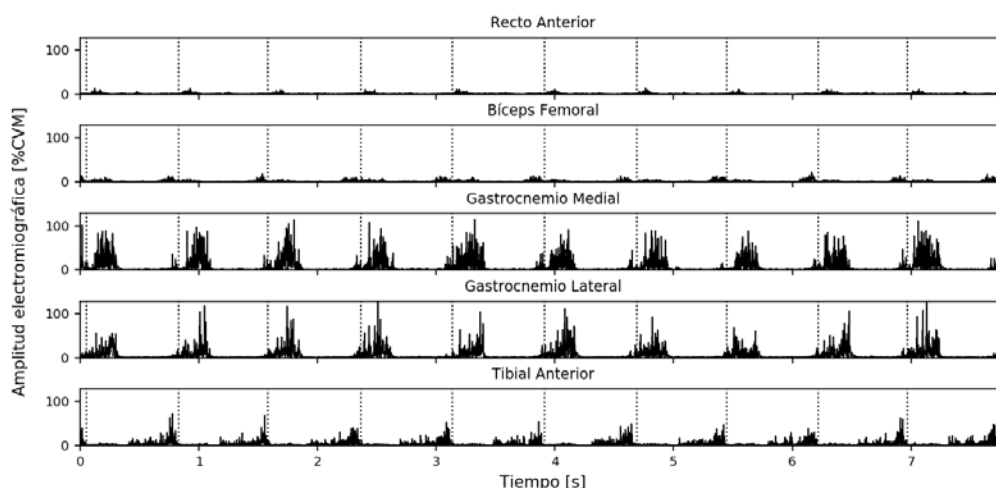 Recto Anterior
100
0
Bíceps Femoral
100
0
Gastrocnemio Medial
100
0
Gastrocnemio Lateral
100
0
Tibial Anterior
100
0
0 1 2 3 4 5 6 7
Tiempo [s]
Amplitud electromiográfica [%CVM]